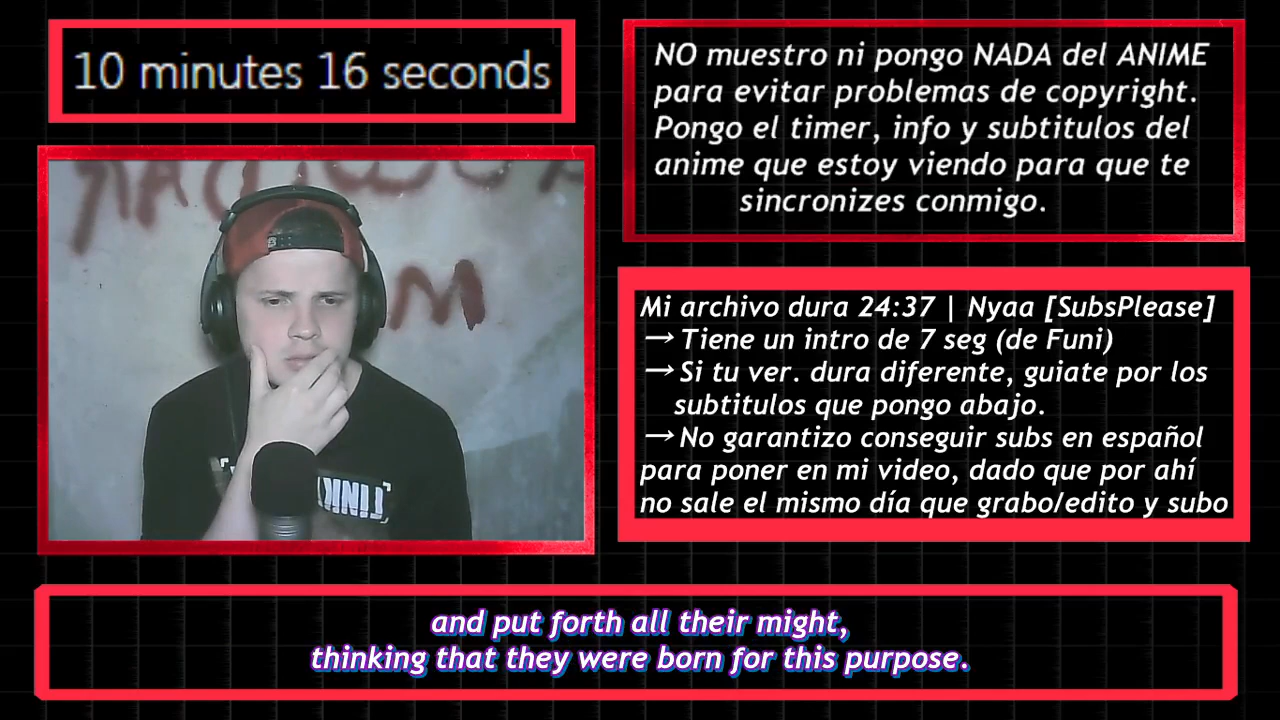 10 minutes 16 seconds
NO muestro ni pongo NADA del ANIME
para evitar problemas de copyright.
Pongo el timer, info y subtitulos del
anime que estoy viendo para que te
sincronizes conmigo.
Mi archivo dura 24:37 | Nyaa [SubsPlease]
→ Tiene un intro de 7 seg (de Funi)
→ Si tu ver. dura diferente, guiate por los
subtitulos que pongo abajo.
→ No garantizo conseguir subs en español
para poner en mi video, dado que por ahí
no sale el mismo día que grabo/edito y subo
and put forth all their might,
thinking that they were born for this purpose.